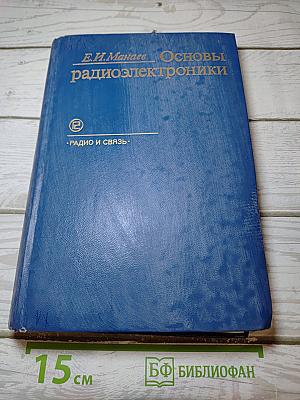 Е.И.Манаев Основы
радиоэлектроники
·РАДИО И СВЯЗЬ·
15 см
БФ БИБЛИОФАН